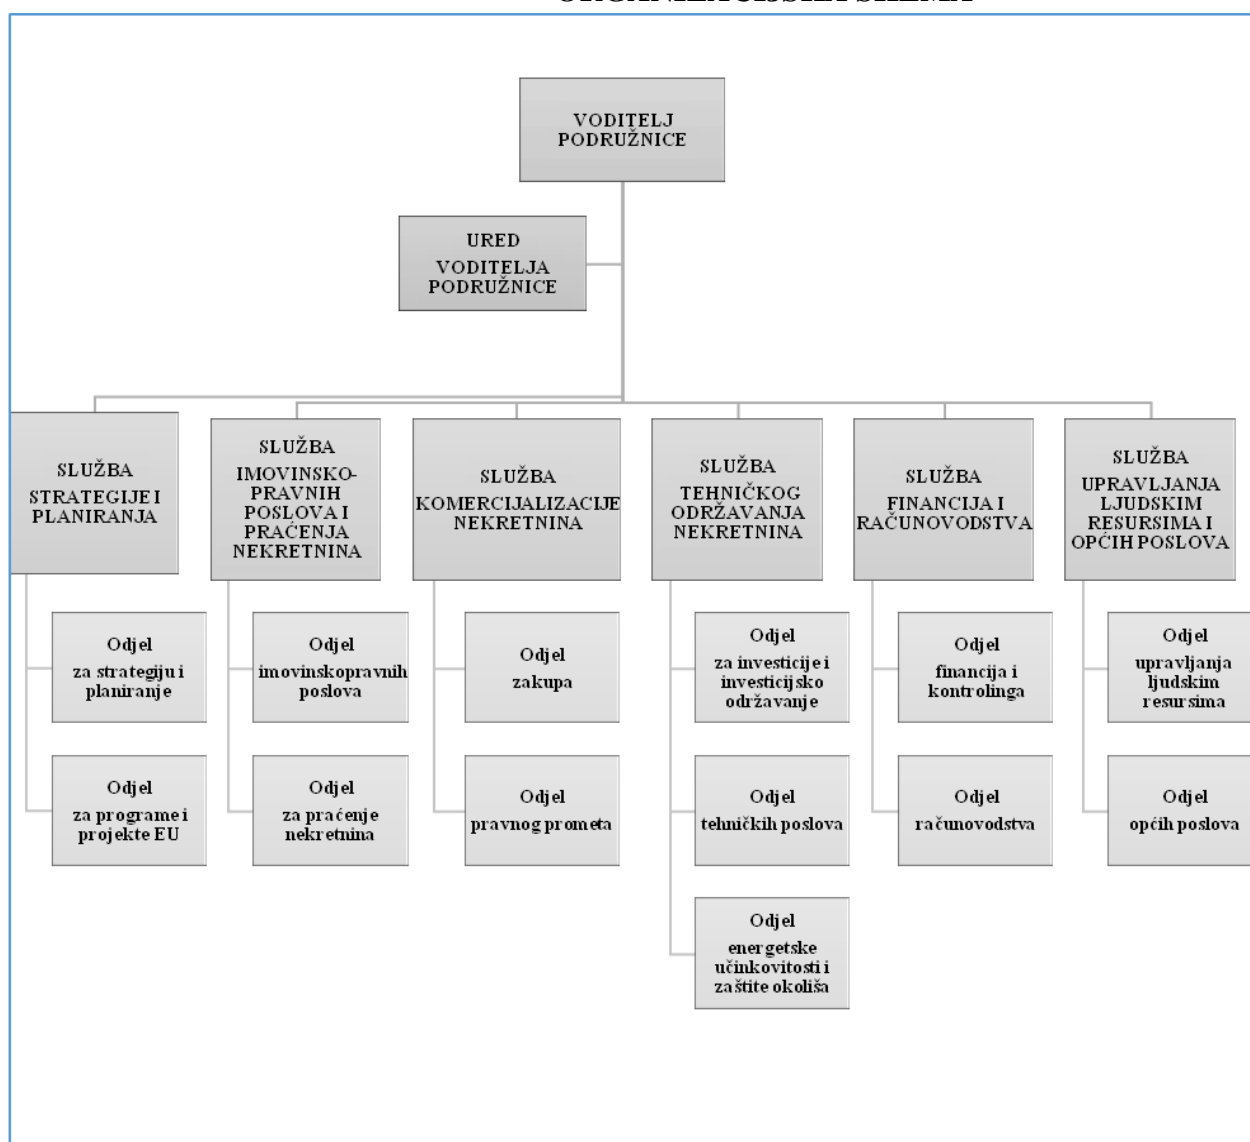 VODITELJ
PODRUŽNICE
URED
VODITELJA
PODRUŽNICE
SLUŽBA
STRATEGIJE I
PLANIRANJA
SLUŽBA
IMOVINSKO-
PRAVNIH
POSLOVA I
PRAĆENJA
NEKRETNINA
SLUŽBA
KOMERCIJALIZACIJE
NEKRETNINA
SLUŽBA
TEHNIČKOG
ODRŽAVANJA
NEKRETNINA
SLUŽBA
FINANCIJA I
RAČUNOVODSTVA
SLUŽBA
UPRAVLJANJA
LJUDSKIM
RESURSIMA I
OPĆIH POSLOVA
Odjel
za strategiju i
planiranje
Odjel
imovinskopravnih
poslova
Odjel
zakupa
Odjel
za investicije i
investicijsko
održavanje
Odjel
financija i
kontrolinga
Odjel
upravljanja
ljudskim
resursima
Odjel
za programe i
projekte EU
Odjel
za praćenje
nekretnina
Odjel
pravnog prometa
Odjel
tehničkih poslova
Odjel
računovodstva
Odjel
općih poslova
Odjel
energetske
učinkovitosti i
zaštite okoliša